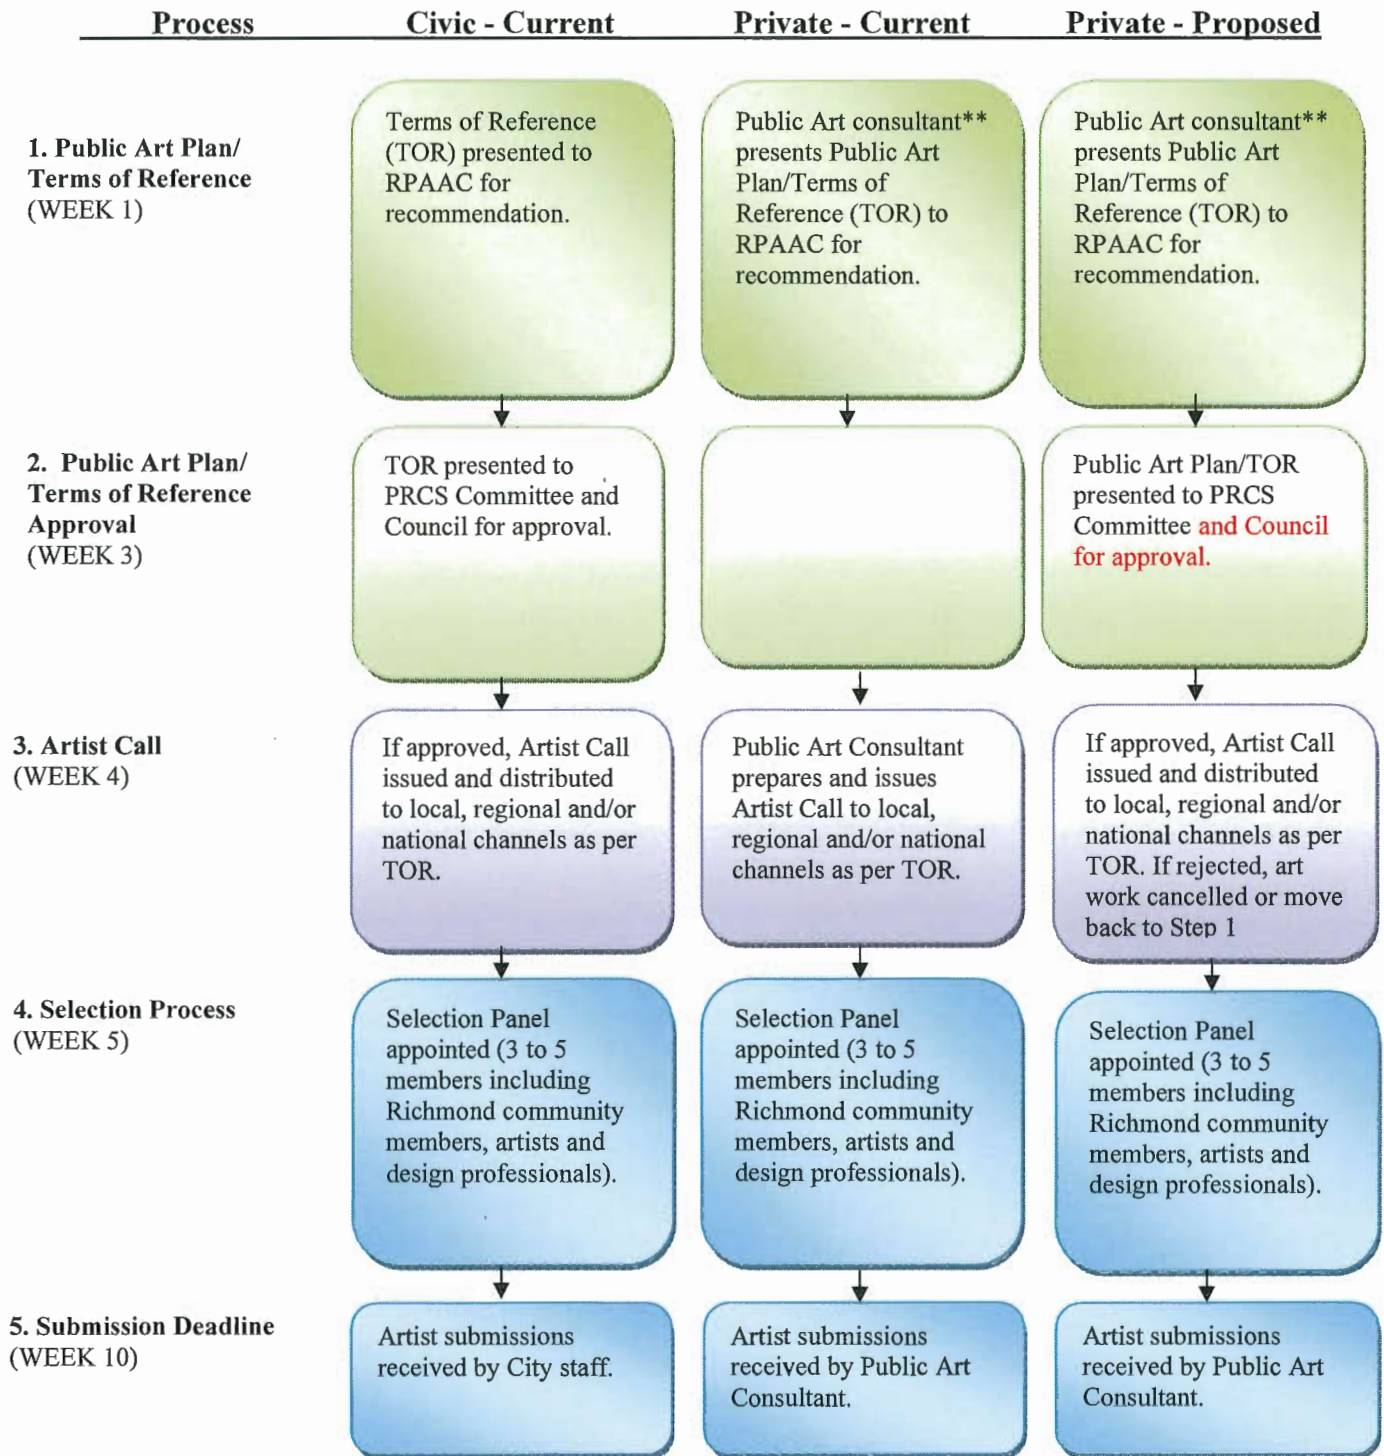 Process Civic - Current Private - Current Private - Proposed
1. Public Art Plan/
Terms of Reference
(WEEK 1)
Terms of Reference
(TOR) presented to
RPAAC for
recommendation.
Public Art consultant**
presents Public Art
Plan/Terms of
Reference (TOR) to
RPAAC for
recommendation.
Public Art consultant**
presents Public Art
Plan/Terms of
Reference (TOR) to
RPAAC for
recommendation.
2. Public Art Plan/
Terms of Reference
Approval
(WEEK 3)
TOR presented to
PRCS Committee and
Council for approval.
Public Art Plan/TOR
presented to PRCS
Committee and Council
for approval.
3. Artist Call
(WEEK 4)
If approved, Artist Call
issued and distributed
to local, regional and/or
national channels as per
TOR.
Public Art Consultant
prepares and issues
Artist Call to local,
regional and/or national
channels as per TOR.
If approved, Artist Call
issued and distributed
to local, regional and/or
national channels as per
TOR. If rejected, art
work cancelled or move
back to Step 1
4. Selection Process
(WEEK 5)
Selection Panel
appointed (3 to 5
members including
Richmond community
members, artists and
design professionals).
Selection Panel
appointed (3 to 5
members including
Richmond community
members, artists and
design professionals).
Selection Panel
appointed (3 to 5
members including
Richmond community
members, artists and
design professionals).
5. Submission Deadline
(WEEK 10)
Artist submissions
received by City staff.
Artist submissions
received by Public Art
Consultant.
Artist submissions
received by Public Art
Consultant.